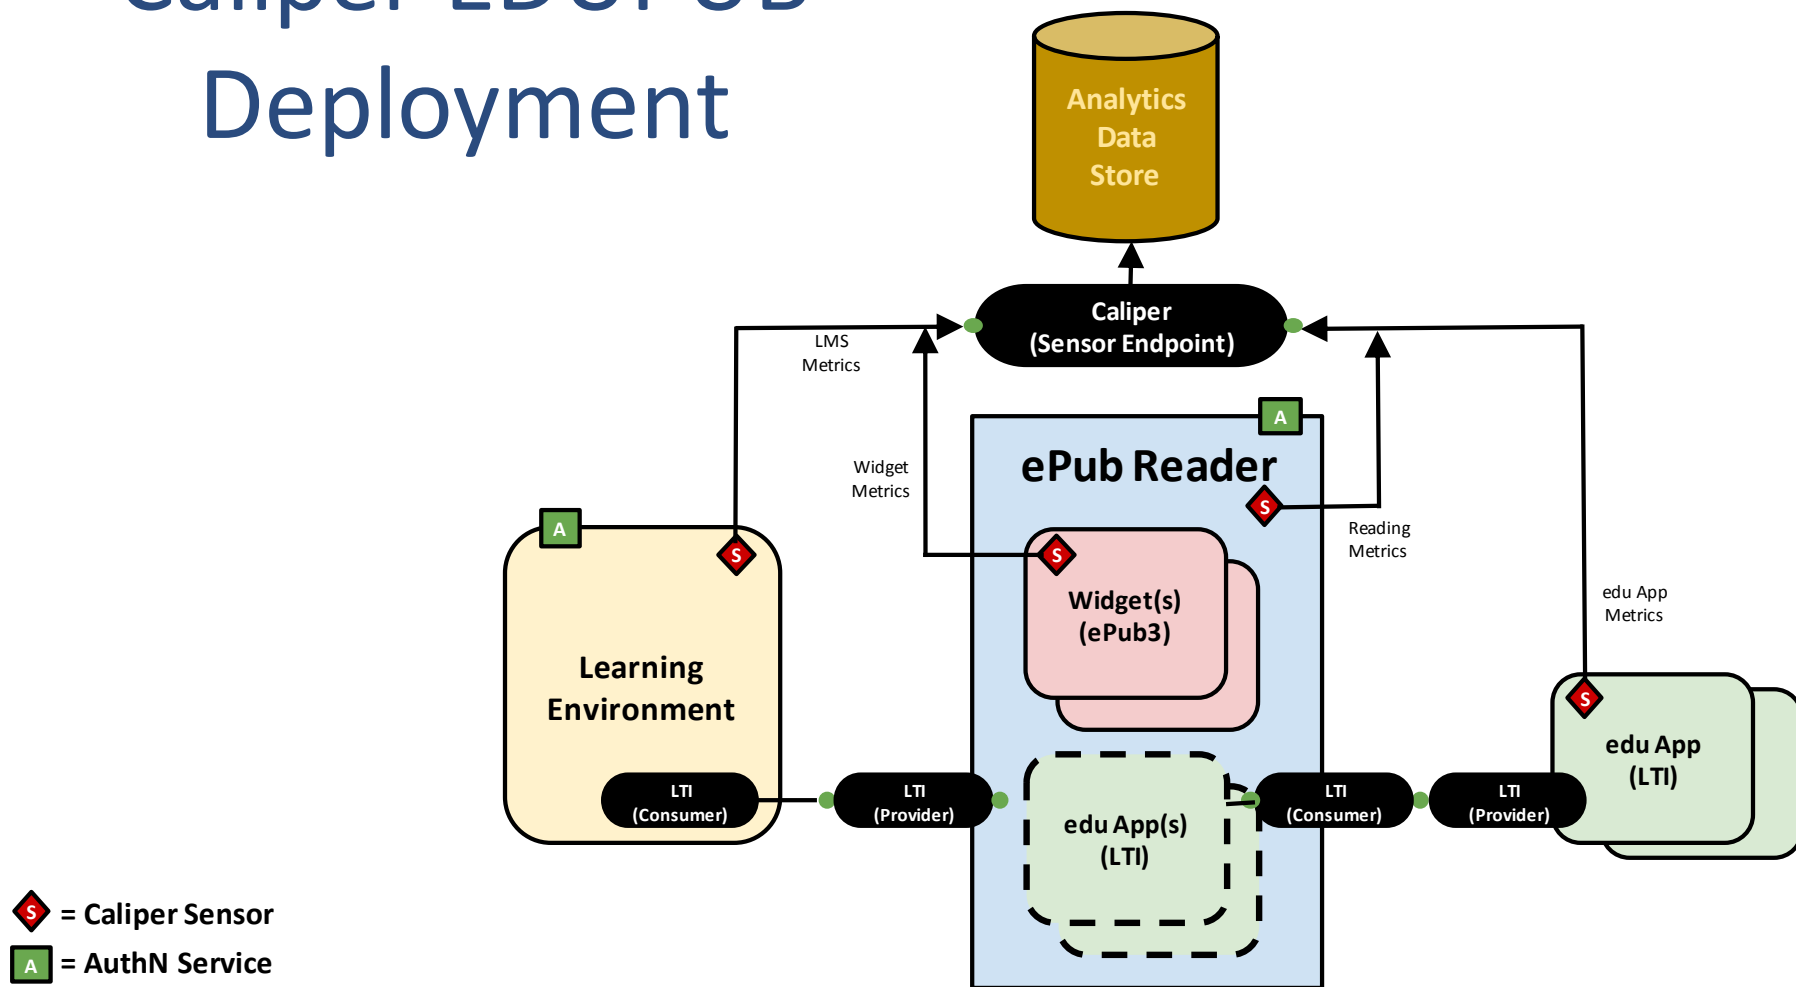 Caliper EDUPUB
Deployment
Analytics
Data
Store
Caliper
(Sensor Endpoint)
LMS
Metrics
Widget
Metrics
A
ePub Reader
S
Reading
Metrics
A
S
S
Widget(s)
(ePub3)
edu App
Metrics
Learning
Environment
S
edu App
(LTI)
LTI
(Consumer)
LTI
(Provider)
edu App(s)
(LTI)
LTI
(Consumer)
LTI
(Provider)
S = Caliper Sensor
A = AuthN Service